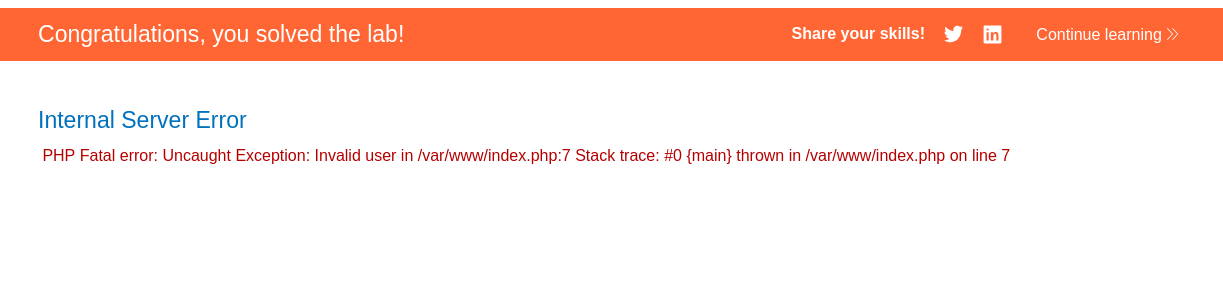 Congratulations, you solved the lab!
Share your skills!
Continue learning
Internal Server Error
PHP Fatal error: Uncaught Exception: Invalid user in /var/www/index.php:7 Stack trace: #0 {main} thrown in /var/www/index.php on line 7